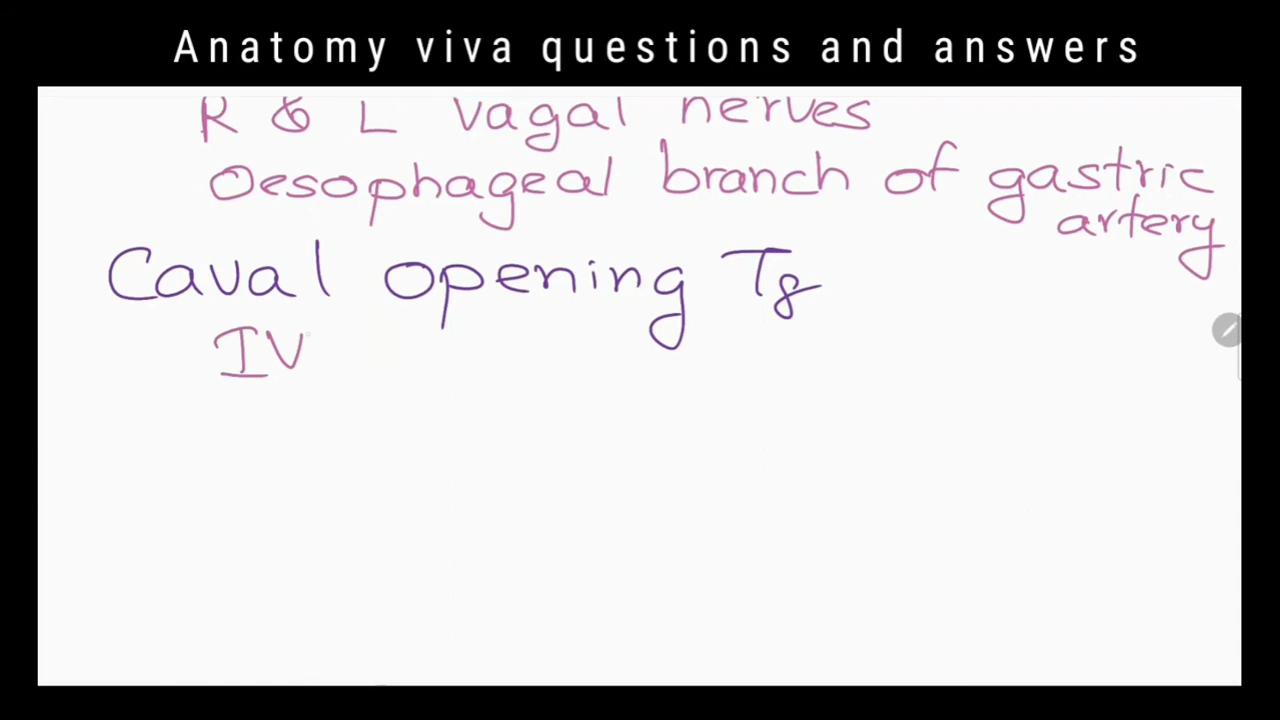 Anatomy viva questions and answers
R & L vagal nerves
Oesophageal branch of gastric
artery
Caval opening T8
IV